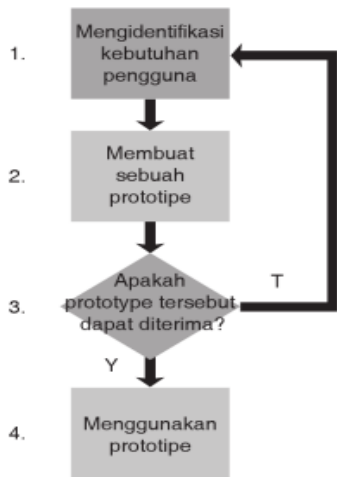 1.
Mengidentifikasi
kebutuhan
pengguna
2.
Membuat
sebuah
prototipe
3.
Apakah
prototype tersebut
dapat diterima?
T
Y
4.
Menggunakan
prototipe